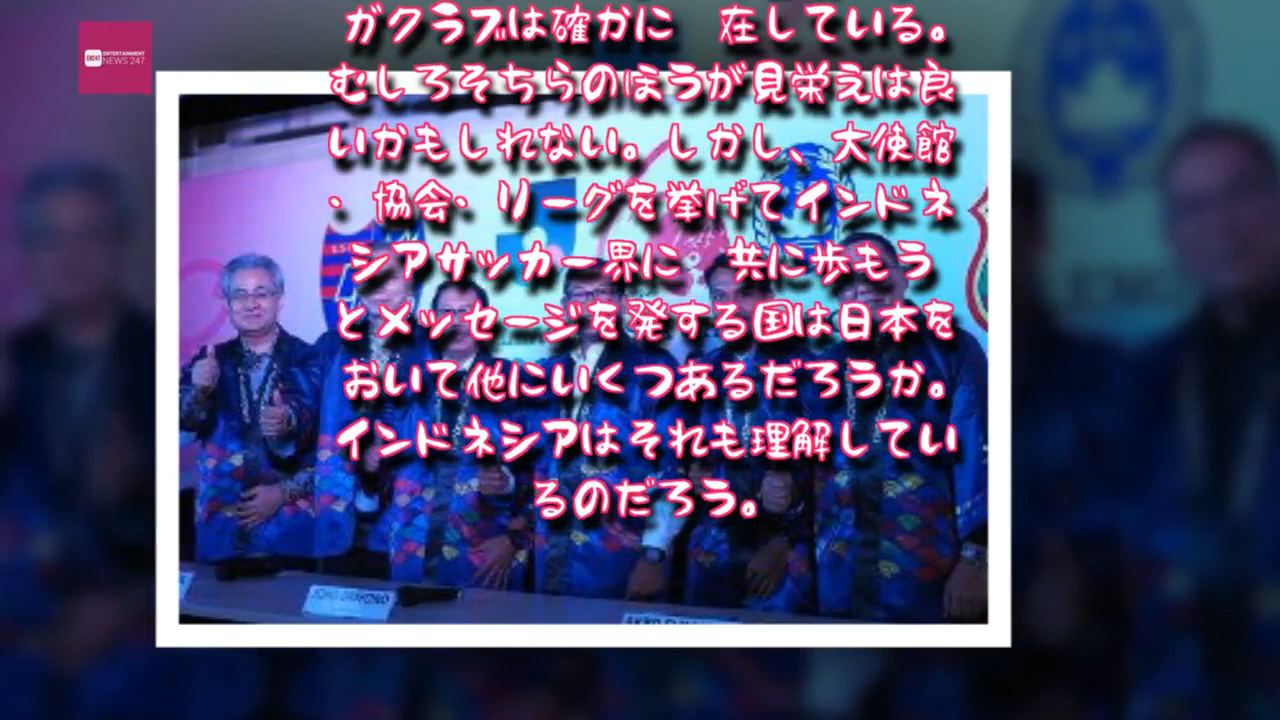 ENTERTAINMENT
NEWS 247
ガクラブは確かに　在している。
むしろそちらのほうが見栄えは良
いかもしれない。しかし、大使館
・協会・リーグを挙げてインドネ
シアサッカー界に　共に歩もう
とメッセージを発する国は日本を
おいて他にいくつあるだろうか。
インドネシアはそれも理解してい
るのだろう。